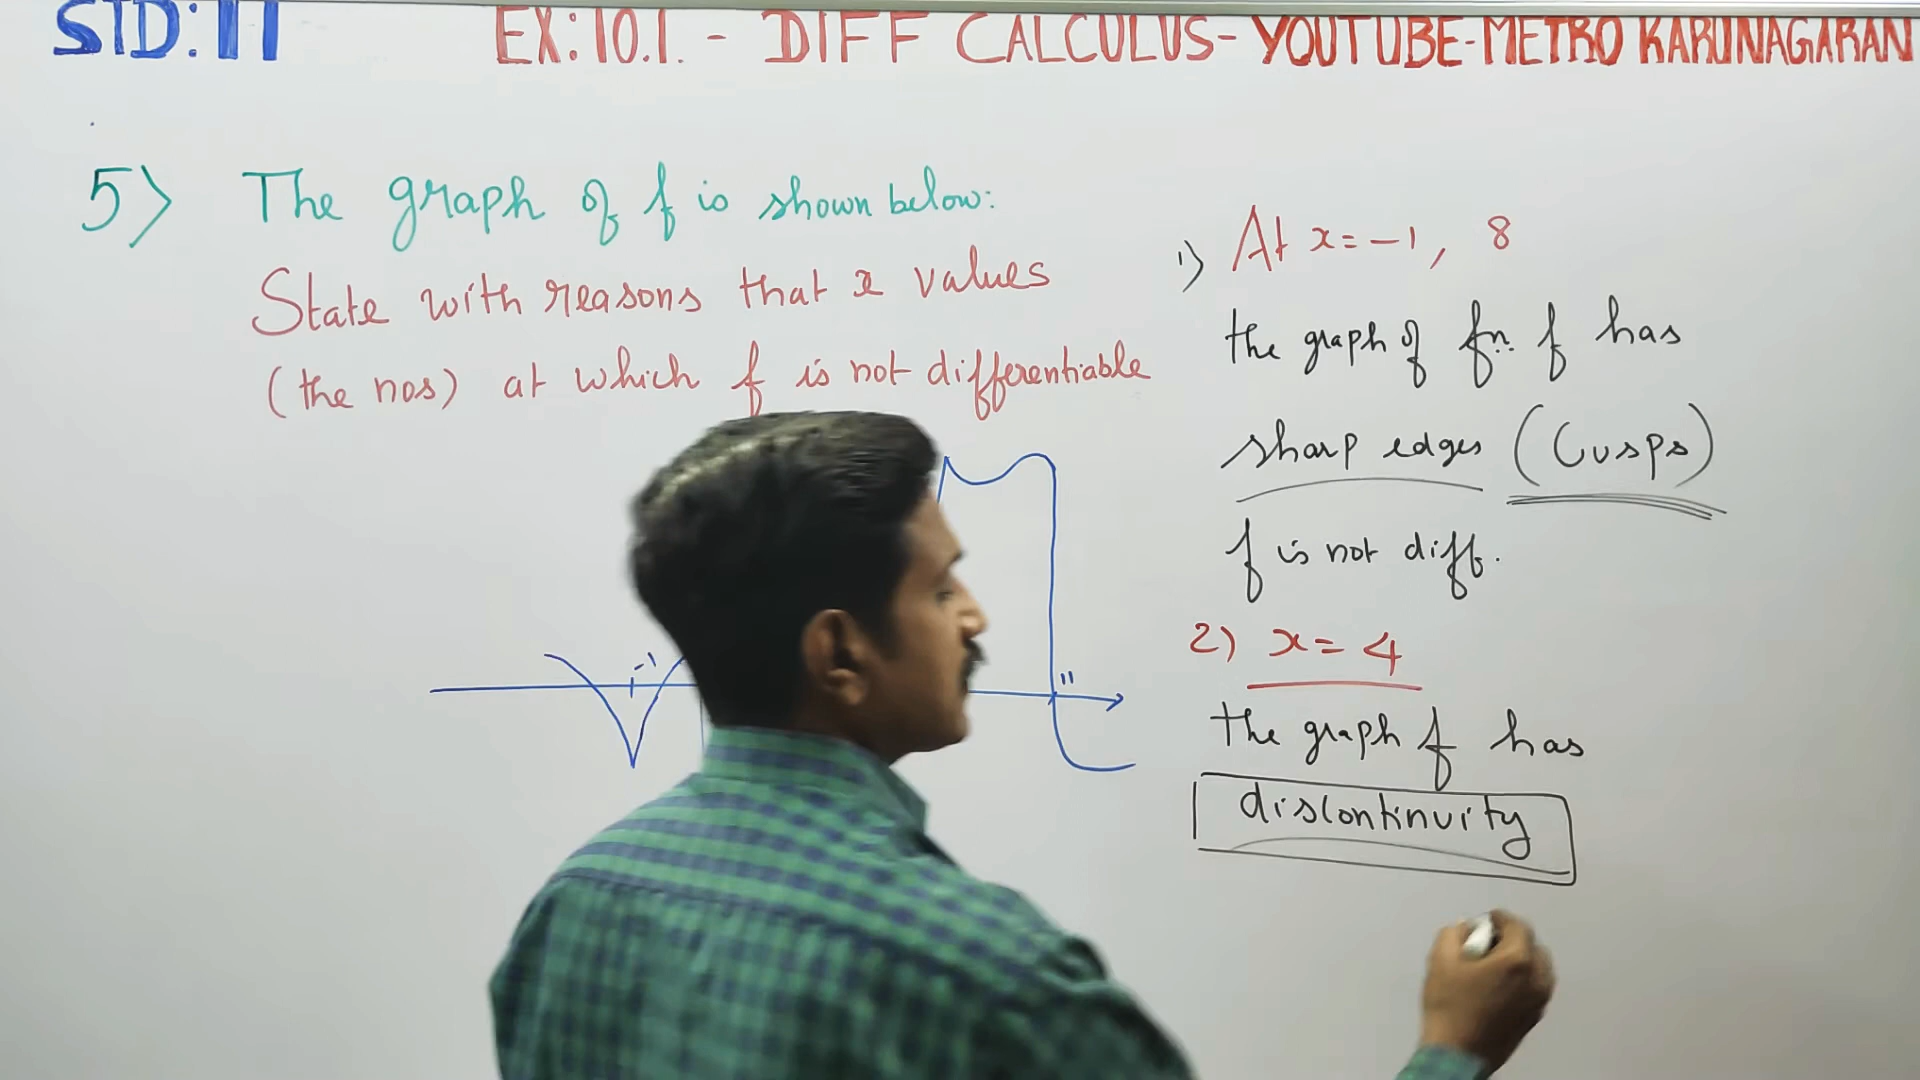 STD: 11 EX: 10.1. - DIFF CALCULUS- YOUTUBE-METRO KARUNAGARAN
5) The graph of f is shown below:
State with reasons that x values
(the nos) at which f is not differentiable
-1
11
1) At x = -1, 8
the graph of fn. f has
sharp edges (Cusps)
f is not diff.
2) x = 4
the graph f has
discontinuity